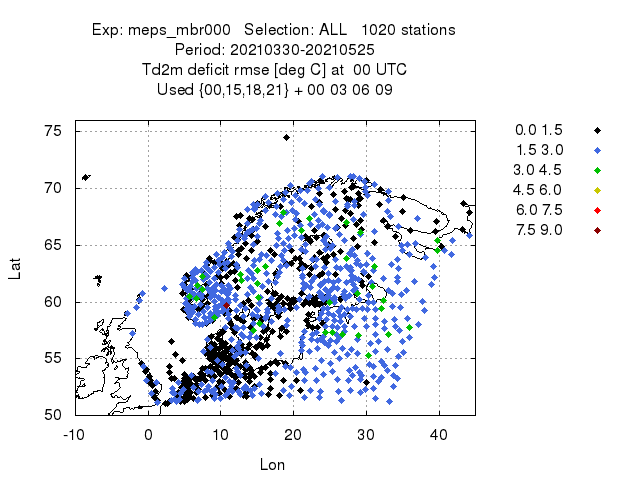 Exp: meps_mbr000 Selection: ALL 1020 stations
Period: 20210330-20210525
Td2m deficit rmse [deg C] at 00 UTC
Used {00,15,18,21} + 00 03 06 09
0.0 1.5
1.5 3.0
3.0 4.5
4.5 6.0
6.0 7.5
7.5 9.0
75
70
65
60
55
50
Lat
-10 0 10 20 30 40
Lon